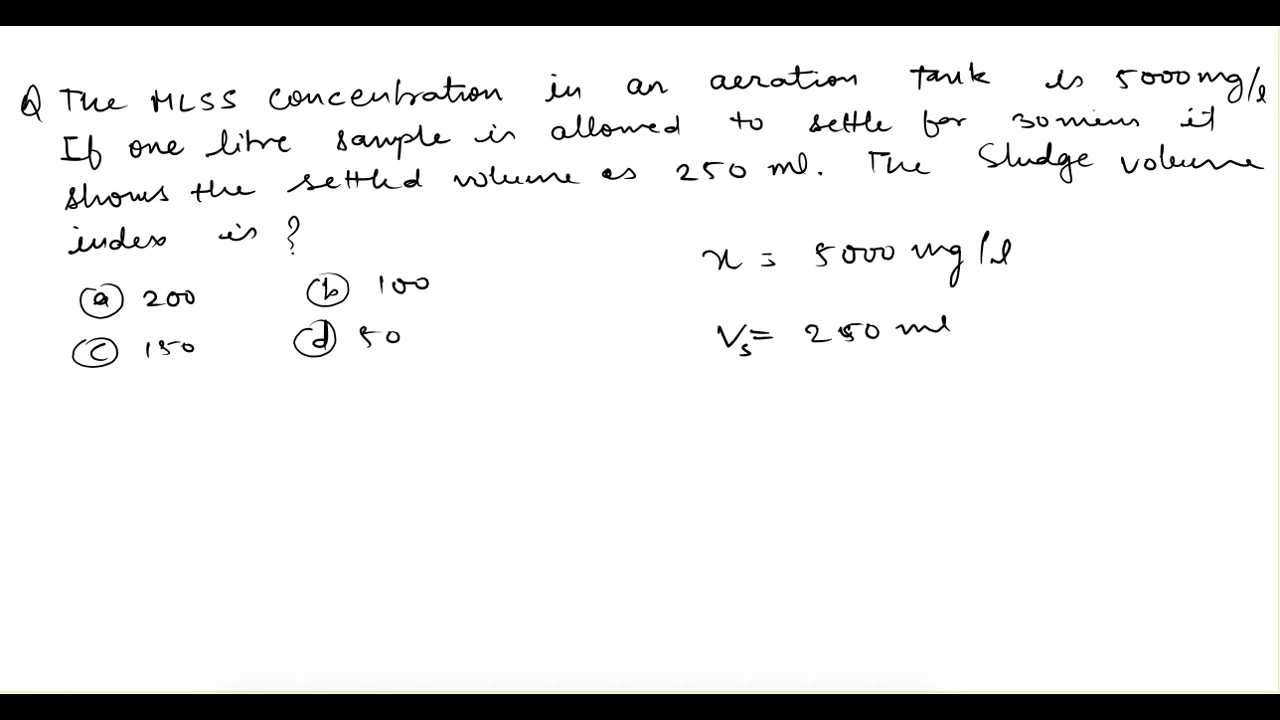 Q The MLSS concentration in an aeration tank is 5000mg/l
If one litre sample is allowed to settle for 30 mins it
shows the settled volume as 250 ml. The Sludge volume
index is ?
(a) 200 (b) 100
(c) 150 (d) 50
x = 5000 mg/l
Vs = 250 ml